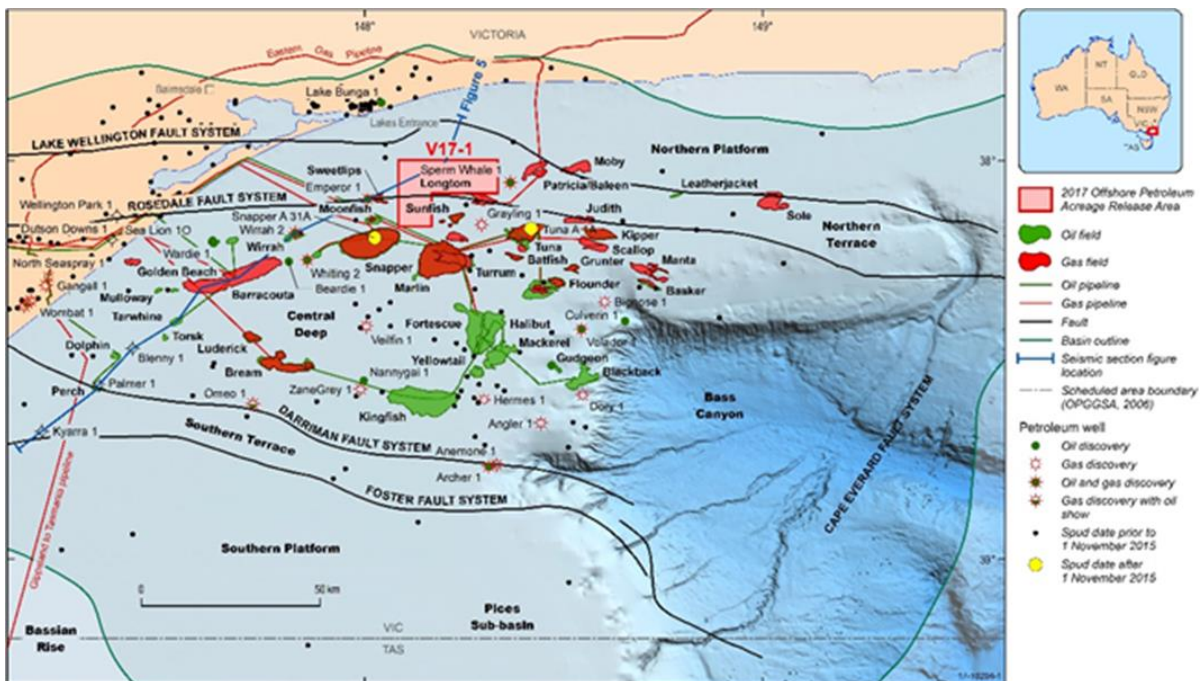 148°
149°
VICTORIA
Eastern Gas Pipeline
Bairnsdale
Lake Bunga 1
Figure 5
Lakes Entrance
LAKE WELLINGTON FAULT SYSTEM
V17-1
Northern Platform
38°
Sweetlips
Sperm Whale 1
Moby
Emperor 1
Longtom
Patricia/Baleen
Leatherjacket
Wellington Park 1
ROSEDALE FAULT SYSTEM
Moonfish
Sunfish
Judith
Sole
Snapper A 31A
Grayling 1
Dutson Downs 1
Sea Lion 1
Wirrah 2
Tuna A
Kipper
Northern
Terrace
Wardie 1
Wirrah
Tuna
Scallop
North Seaspray 1
Golden Beach
Whiting 2
Snapper
Batfish
Grunter
Manta
Gangell 1
Beardie 1
Marlin
Turrum
Flounder
Basker
Mulloway
Barracouta
Bignose 1
Wombat 1
Tarwhine
Central
Deep
Fortescue
Halibut
Culverin 1
Dolphin
Torsk
Veilfin 1
Mackerel
Volador 1
Blenny 1
Luderick
Yellowtail
Gudgeon
Bream
Nannygai 1
Blackback
Perch
Palmer 1
Omeo 1
ZaneGrey 1
Hermes 1
Dory 1
Bass
Canyon
Kingfish
Angler 1
Kyarra 1
DARRIMAN FAULT SYSTEM
Southern Terrace
Anemone 1
Archer 1
FOSTER FAULT SYSTEM
CAPE EVERARD FAULT SYSTEM
Gippsland to Tasmania pipeline
Southern Platform
39°
0
50 km
Pices
Sub-basin
Bassian
Rise
VIC
TAS
WA
NT
SA
QLD
NSW
VIC
TAS
2017 Offshore Petroleum
Acreage Release Area
Oil field
Gas field
Oil pipeline
Gas pipeline
Fault
Basin outline
Seismic section figure
location
Scheduled area boundary
(OPGGSA, 2006)
Petroleum well
Oil discovery
Gas discovery
Oil and gas discovery
Gas discovery with oil
show
Spud date prior to
1 November 2015
Spud date after
1 November 2015